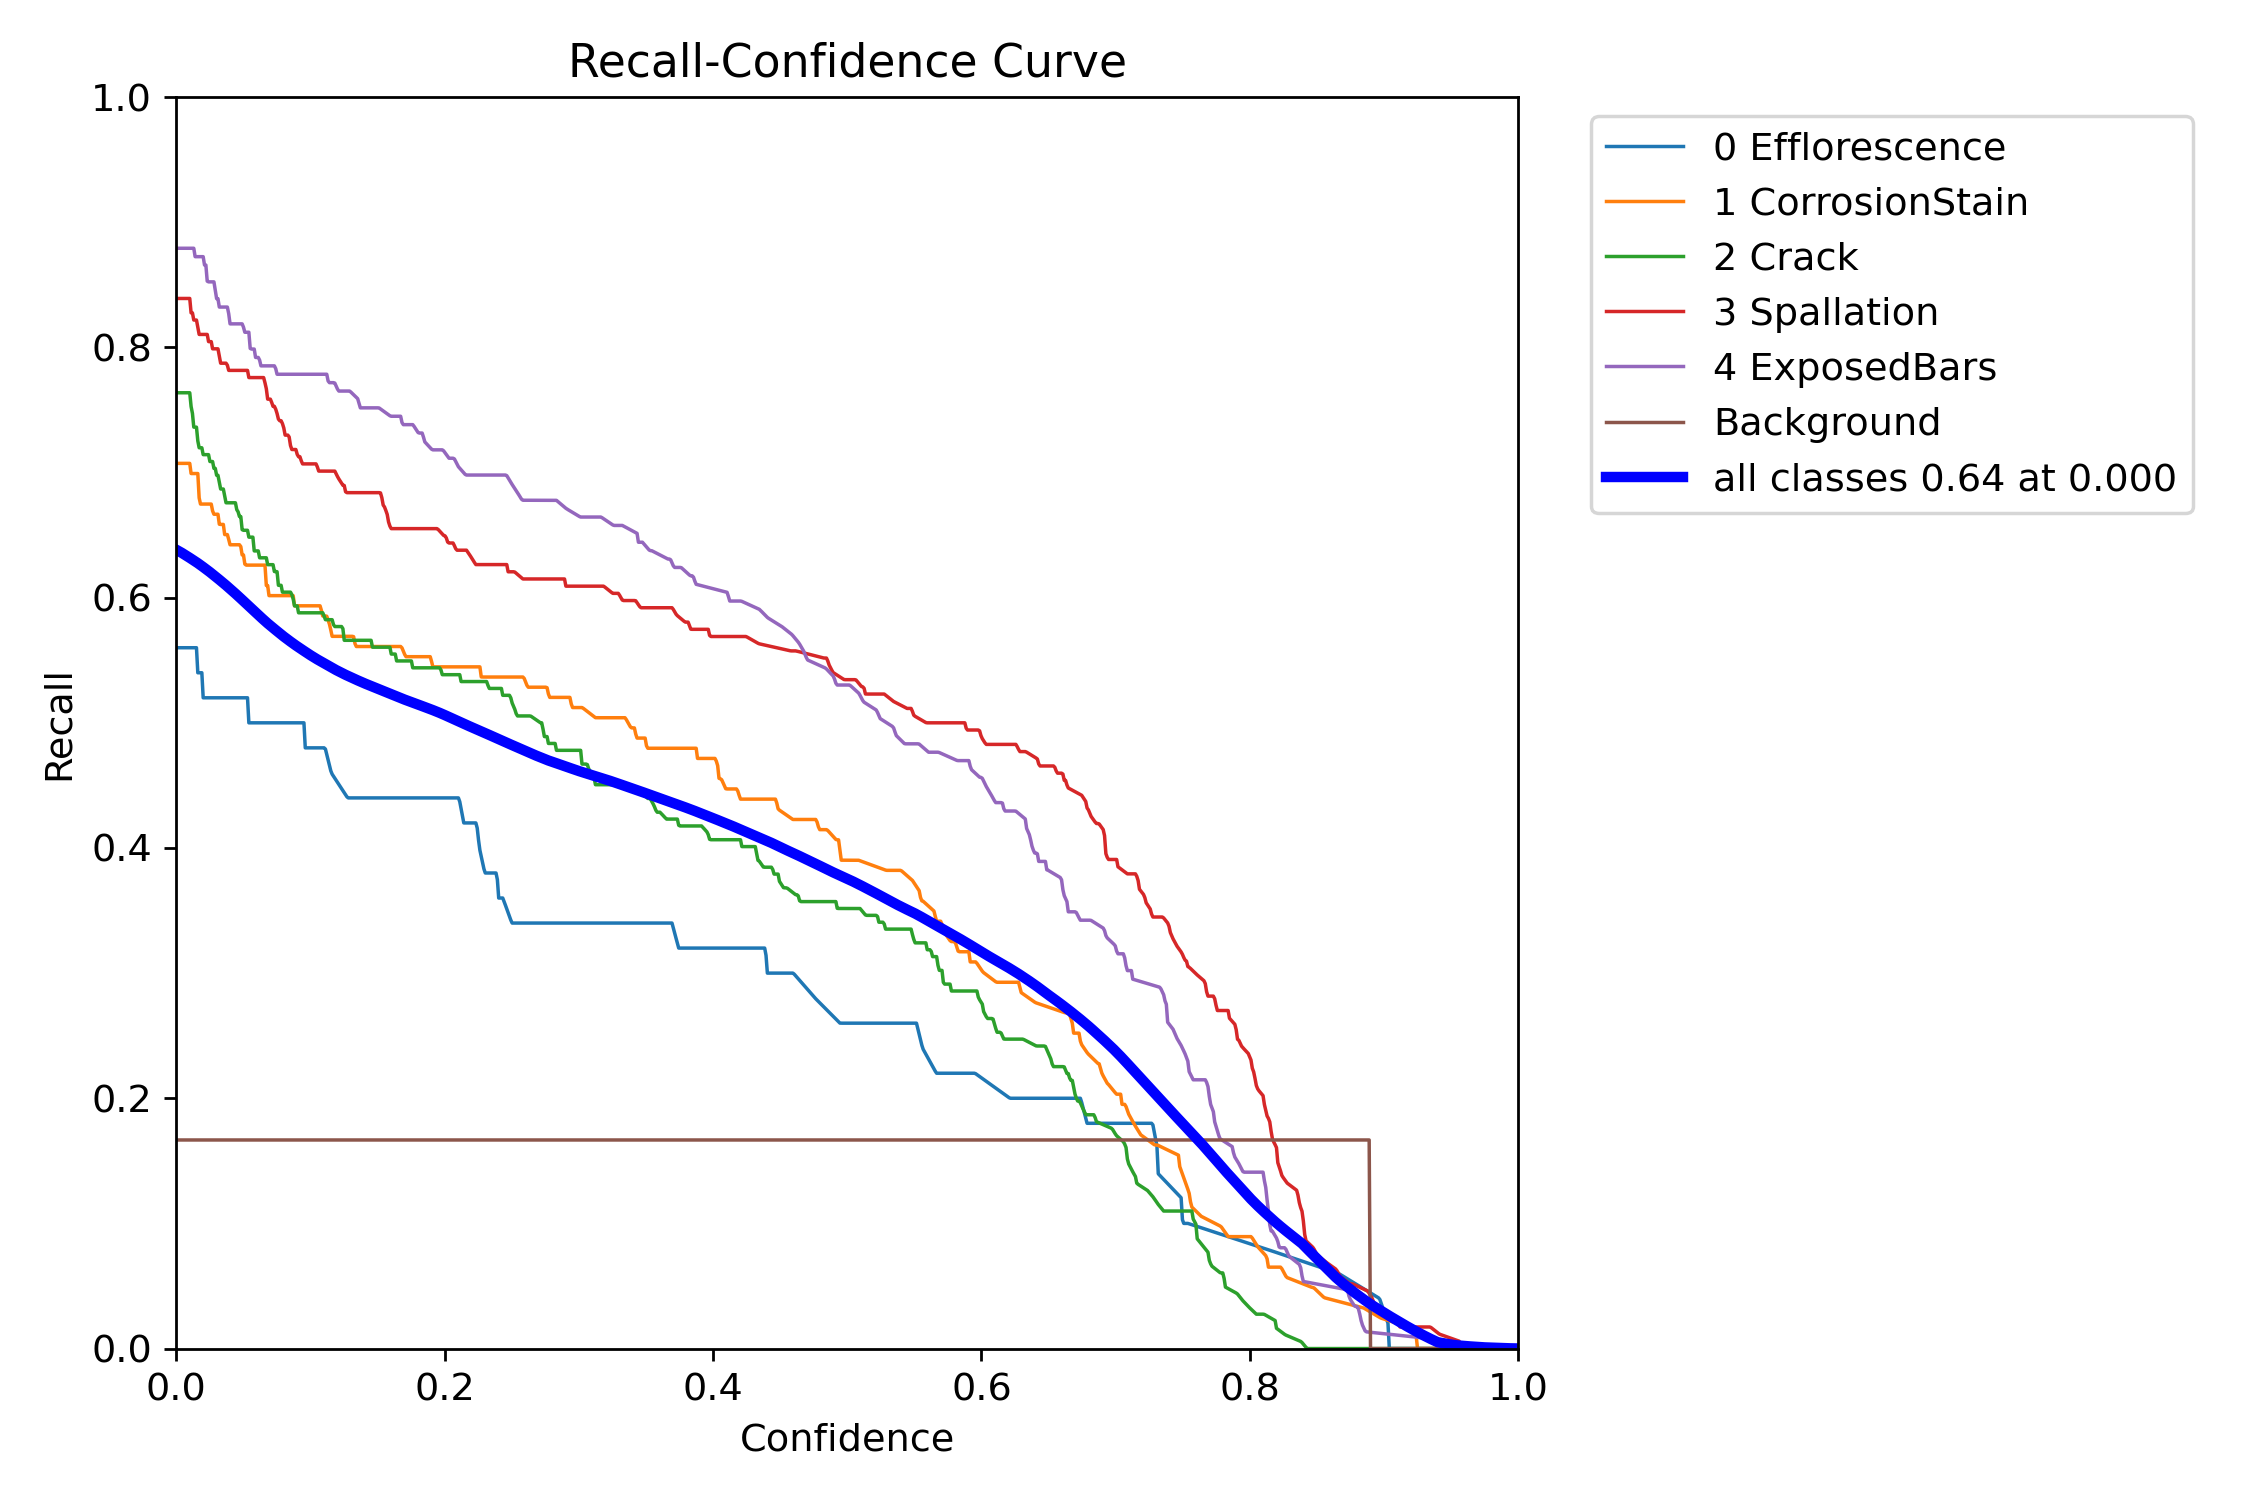 Recall-Confidence Curve
1.0
0.8
0.6
0.4
0.2
0.0
Recall
0.0 0.2 0.4 0.6 0.8 1.0
Confidence
0 Efflorescence
1 CorrosionStain
2 Crack
3 Spallation
4 ExposedBars
Background
all classes 0.64 at 0.000